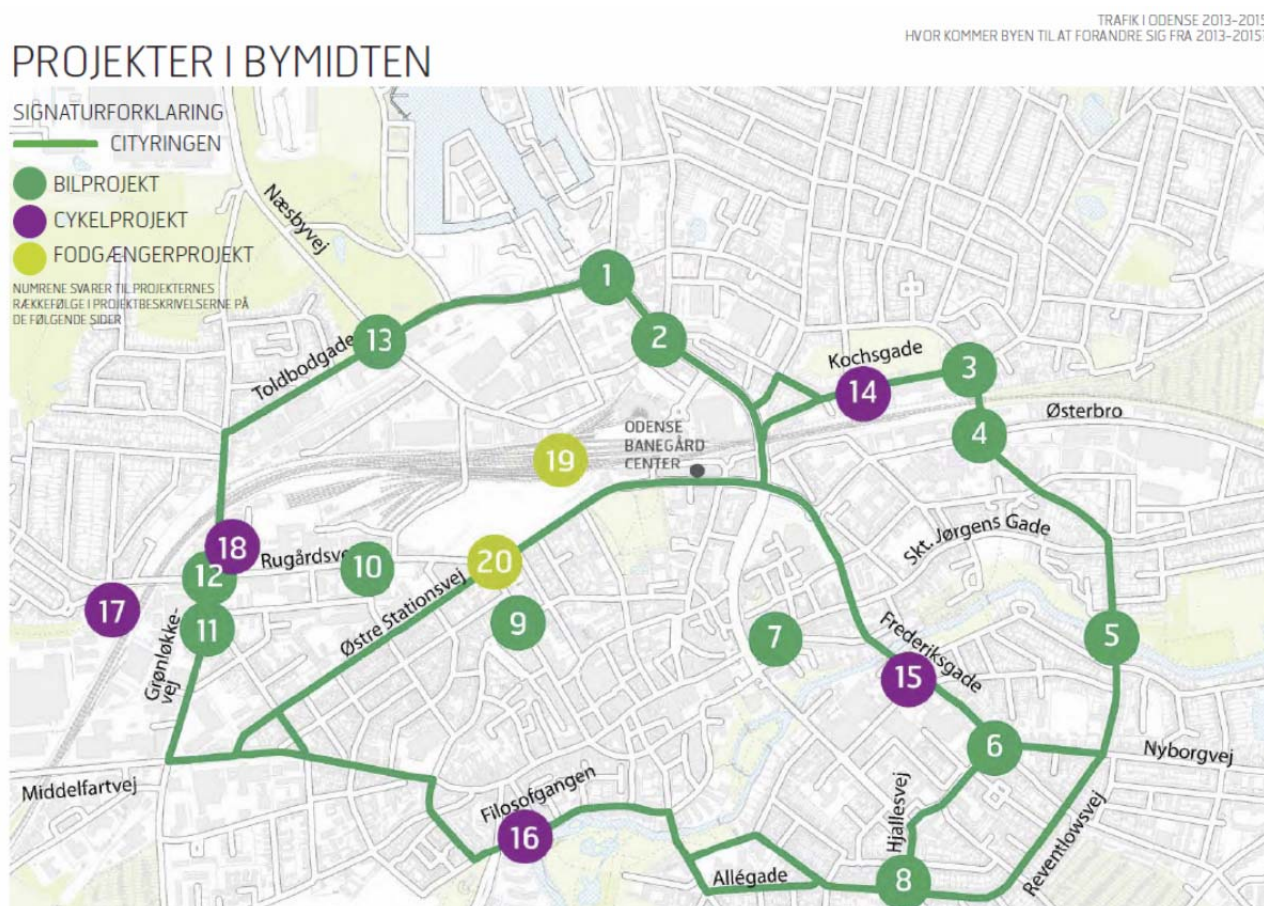 TRAFIK I ODENSE 2013-2015
HVOR KOMMER BYEN TIL AT FORANDRE SIG FRA 2013-2015?
PROJEKTER I BYMIDTEN
SIGNATURFORKLARING
CITYRINGEN
BILPROJEKT
CYKELPROJEKT
FODGÆNGERPROJEKT
NUMRENE SVARER TIL PROJEKTERNES
RÆKKEFØLGE I PROJEKTBESKRIVELSERNE PÅ
DE FØLGENDE SIDER
Næsbyvej
1
2
13
Toldbodgade
Kochsgade
3
14
Østerbro
4
ODENSE
BANEGÅRD
CENTER
19
18
Rugårdsve
10
20
Skt. Jørgens Gade
12
17
11
Østre Stationsvej
9
7
5
Grønløkke-
vej
Frederiksgade
15
6
Nyborgvej
Middelfartvej
Filosofgangen
16
Hjallesvej
Reventlowsvej
Allégade
8